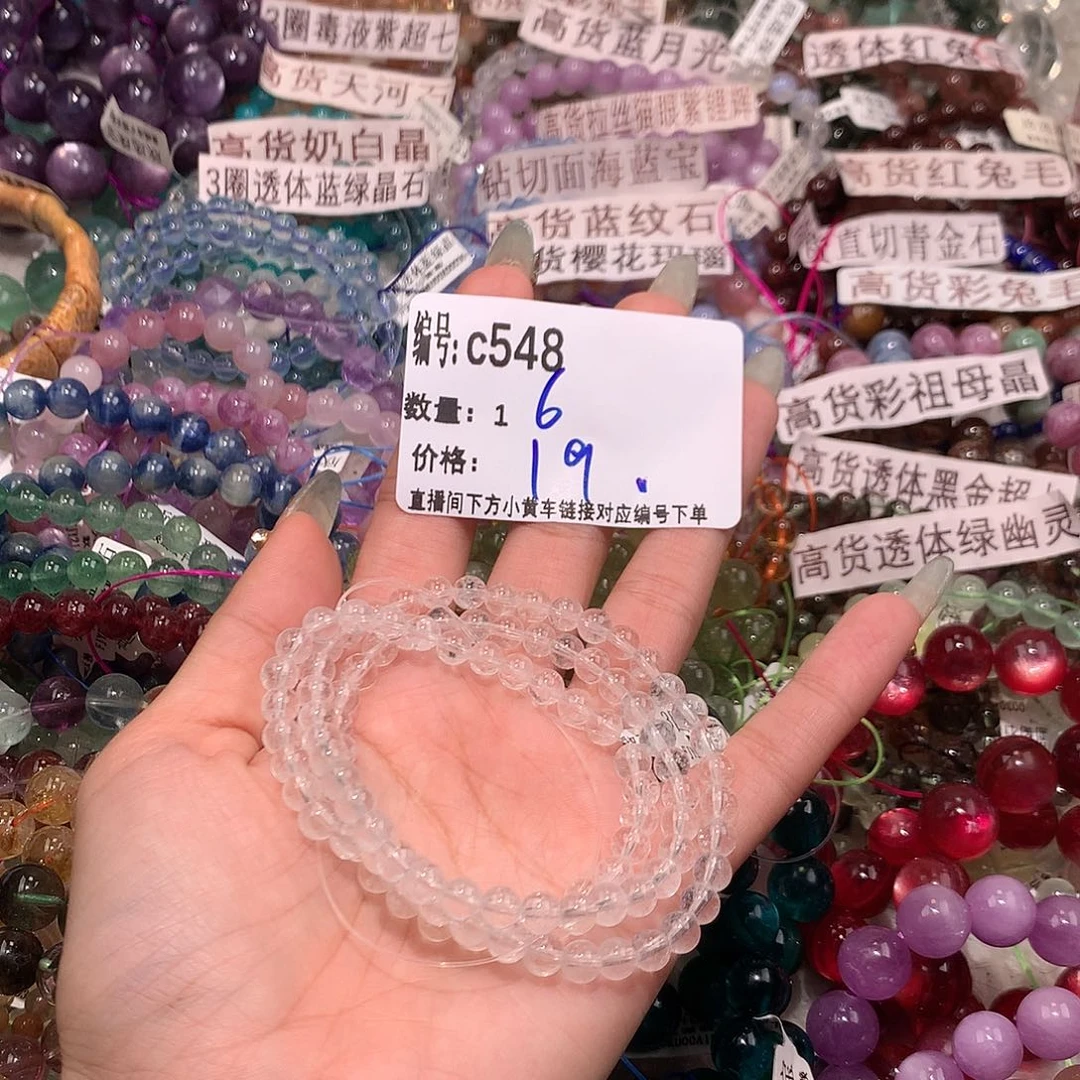 3圈毒液紫超七
高货天河石
高货奶白晶
3圈透体蓝绿晶石
高货蓝月光
高货拉丝猫眼紫锂辉
钻切面海蓝宝
高货蓝纹石
货樱花玛瑙
透体红兔
高货红兔毛
直切青金石
高货彩兔毛
高货彩祖母晶
高货透体黑金超
高货透体绿幽灵
编号:c548
6
数量: 1
价格: 19.
直播间下方小黄车链接对应编号下单